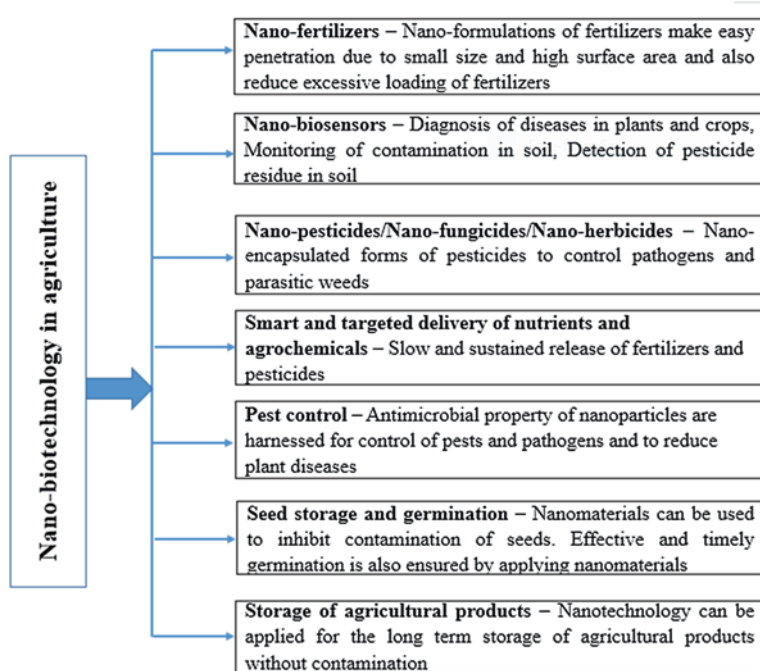 Nano-biotechnology in agriculture
Nano-fertilizers – Nano-formulations of fertilizers make easy
penetration due to small size and high surface area and also
reduce excessive loading of fertilizers
Nano-biosensors – Diagnosis of diseases in plants and crops,
Monitoring of contamination in soil, Detection of pesticide
residue in soil
Nano-pesticides/Nano-fungicides/Nano-herbicides – Nano-
encapsulated forms of pesticides to control pathogens and
parasitic weeds
Smart and targeted delivery of nutrients and
agrochemicals – Slow and sustained release of fertilizers and
pesticides
Pest control – Antimicrobial property of nanoparticles are
harnessed for control of pests and pathogens and to reduce
plant diseases
Seed storage and germination – Nanomaterials can be used
to inhibit contamination of seeds. Effective and timely
germination is also ensured by applying nanomaterials
Storage of agricultural products – Nanotechnology can be
applied for the long term storage of agricultural products
without contamination